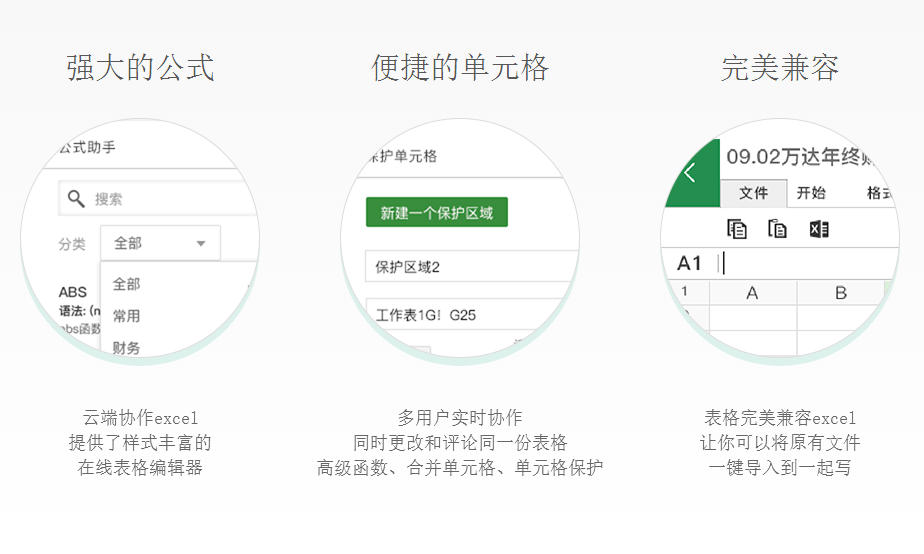 强大的公式
便捷的单元格
完美兼容
公式助手
搜索
分类
全部
全部
常用
财务
ABS
语法: (n
abs函数
保护单元格
新建一个保护区域
保护区域2
工作表1G! G25
09.02万达年终
文件
开始
格式
A1
1
A
B
云端协作excel
提供了样式丰富的
在线表格编辑器
多用户实时协作
同时更改和评论同一份表格
高级函数、合并单元格、单元格保护
表格完美兼容excel
让你可以将原有文件
一键导入到一起写